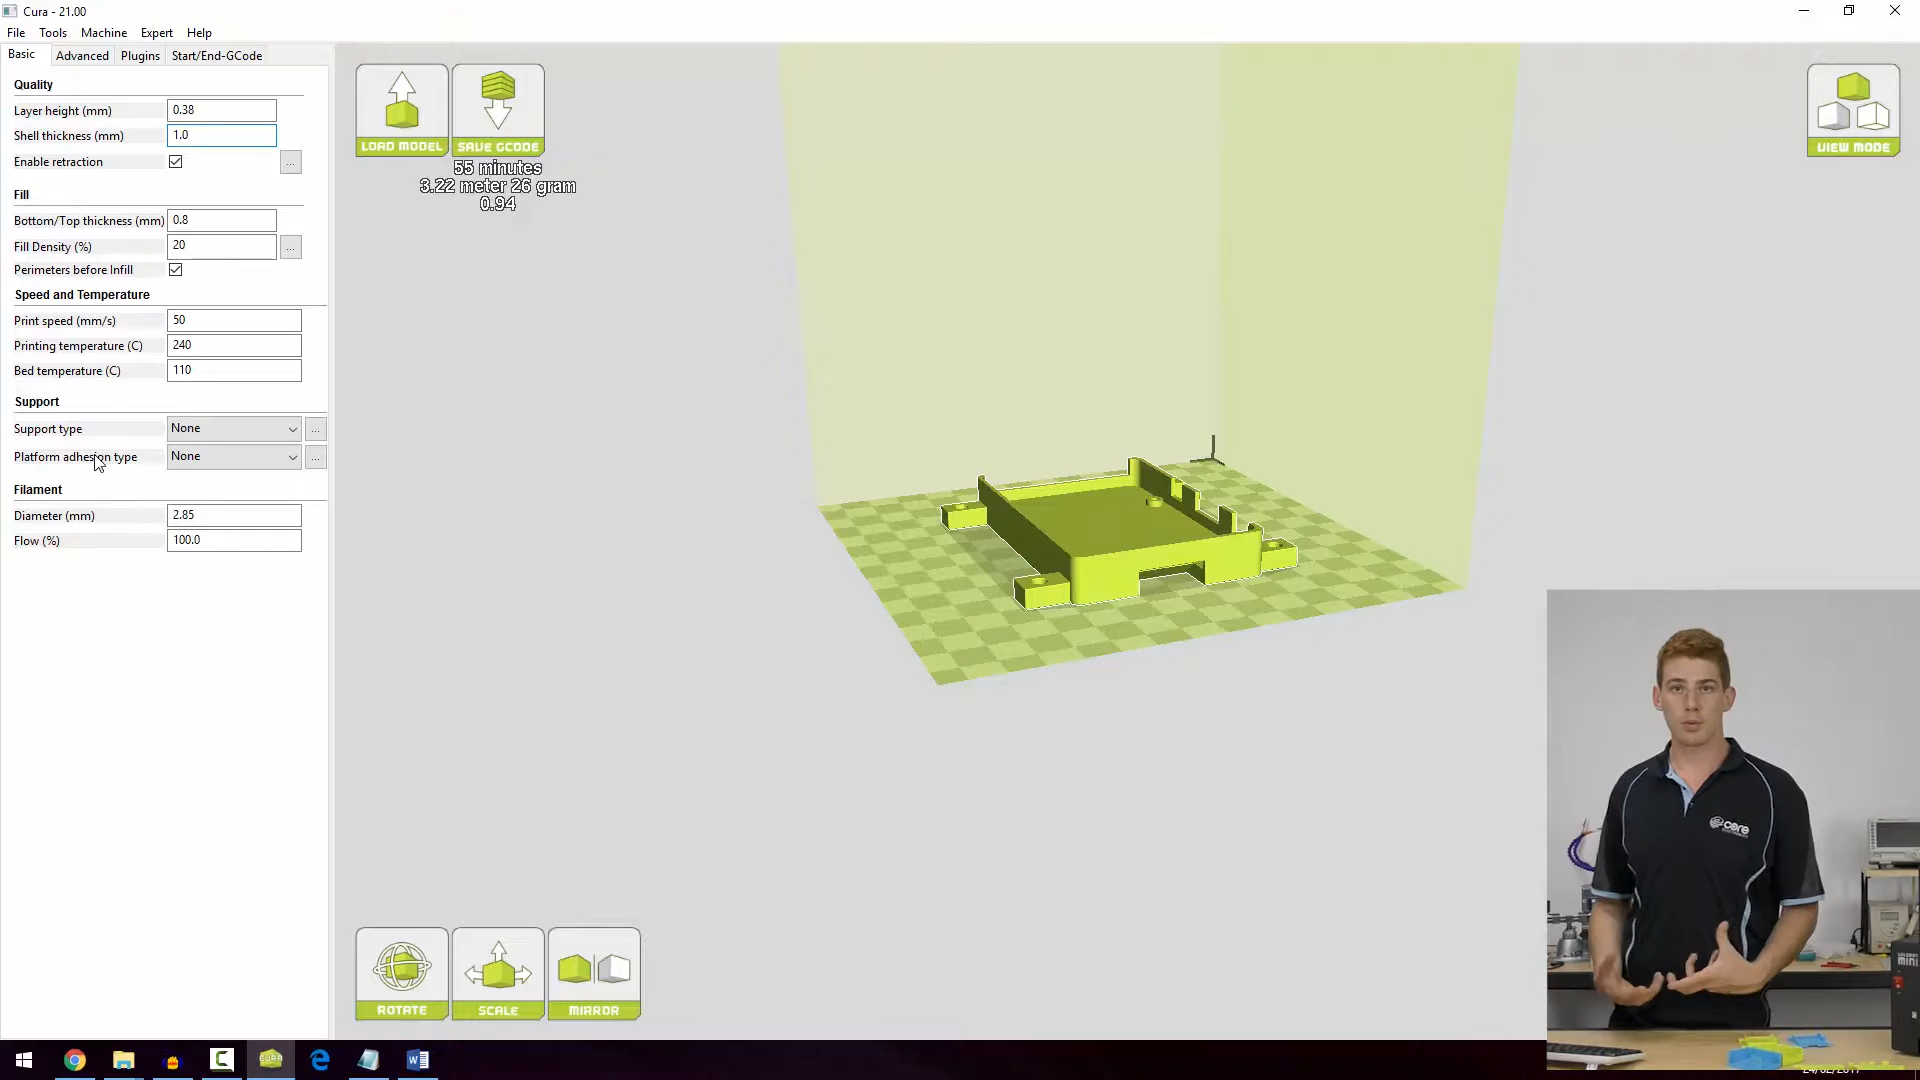 Cura - 21.00
File Tools Machine Expert Help
Basic Advanced Plugins Start/End-GCode
Quality
Layer height (mm) 0.38
Shell thickness (mm) 1.0
Enable retraction ...
Fill
Bottom/Top thickness (mm) 0.8
Fill Density (%) 20 ...
Perimeters before Infill
Speed and Temperature
Print speed (mm/s) 50
Printing temperature (C) 240
Bed temperature (C) 110
Support
Support type None ...
Platform adhesion type None ...
Filament
Diameter (mm) 2.85
Flow (%) 100.0
LOAD MODEL
SAVE GCODE
55 minutes
3.22 meter 26 gram
0.94
VIEW MODE
ROTATE
SCALE
MIRROR
core
LULZBOT
MINI
CURA